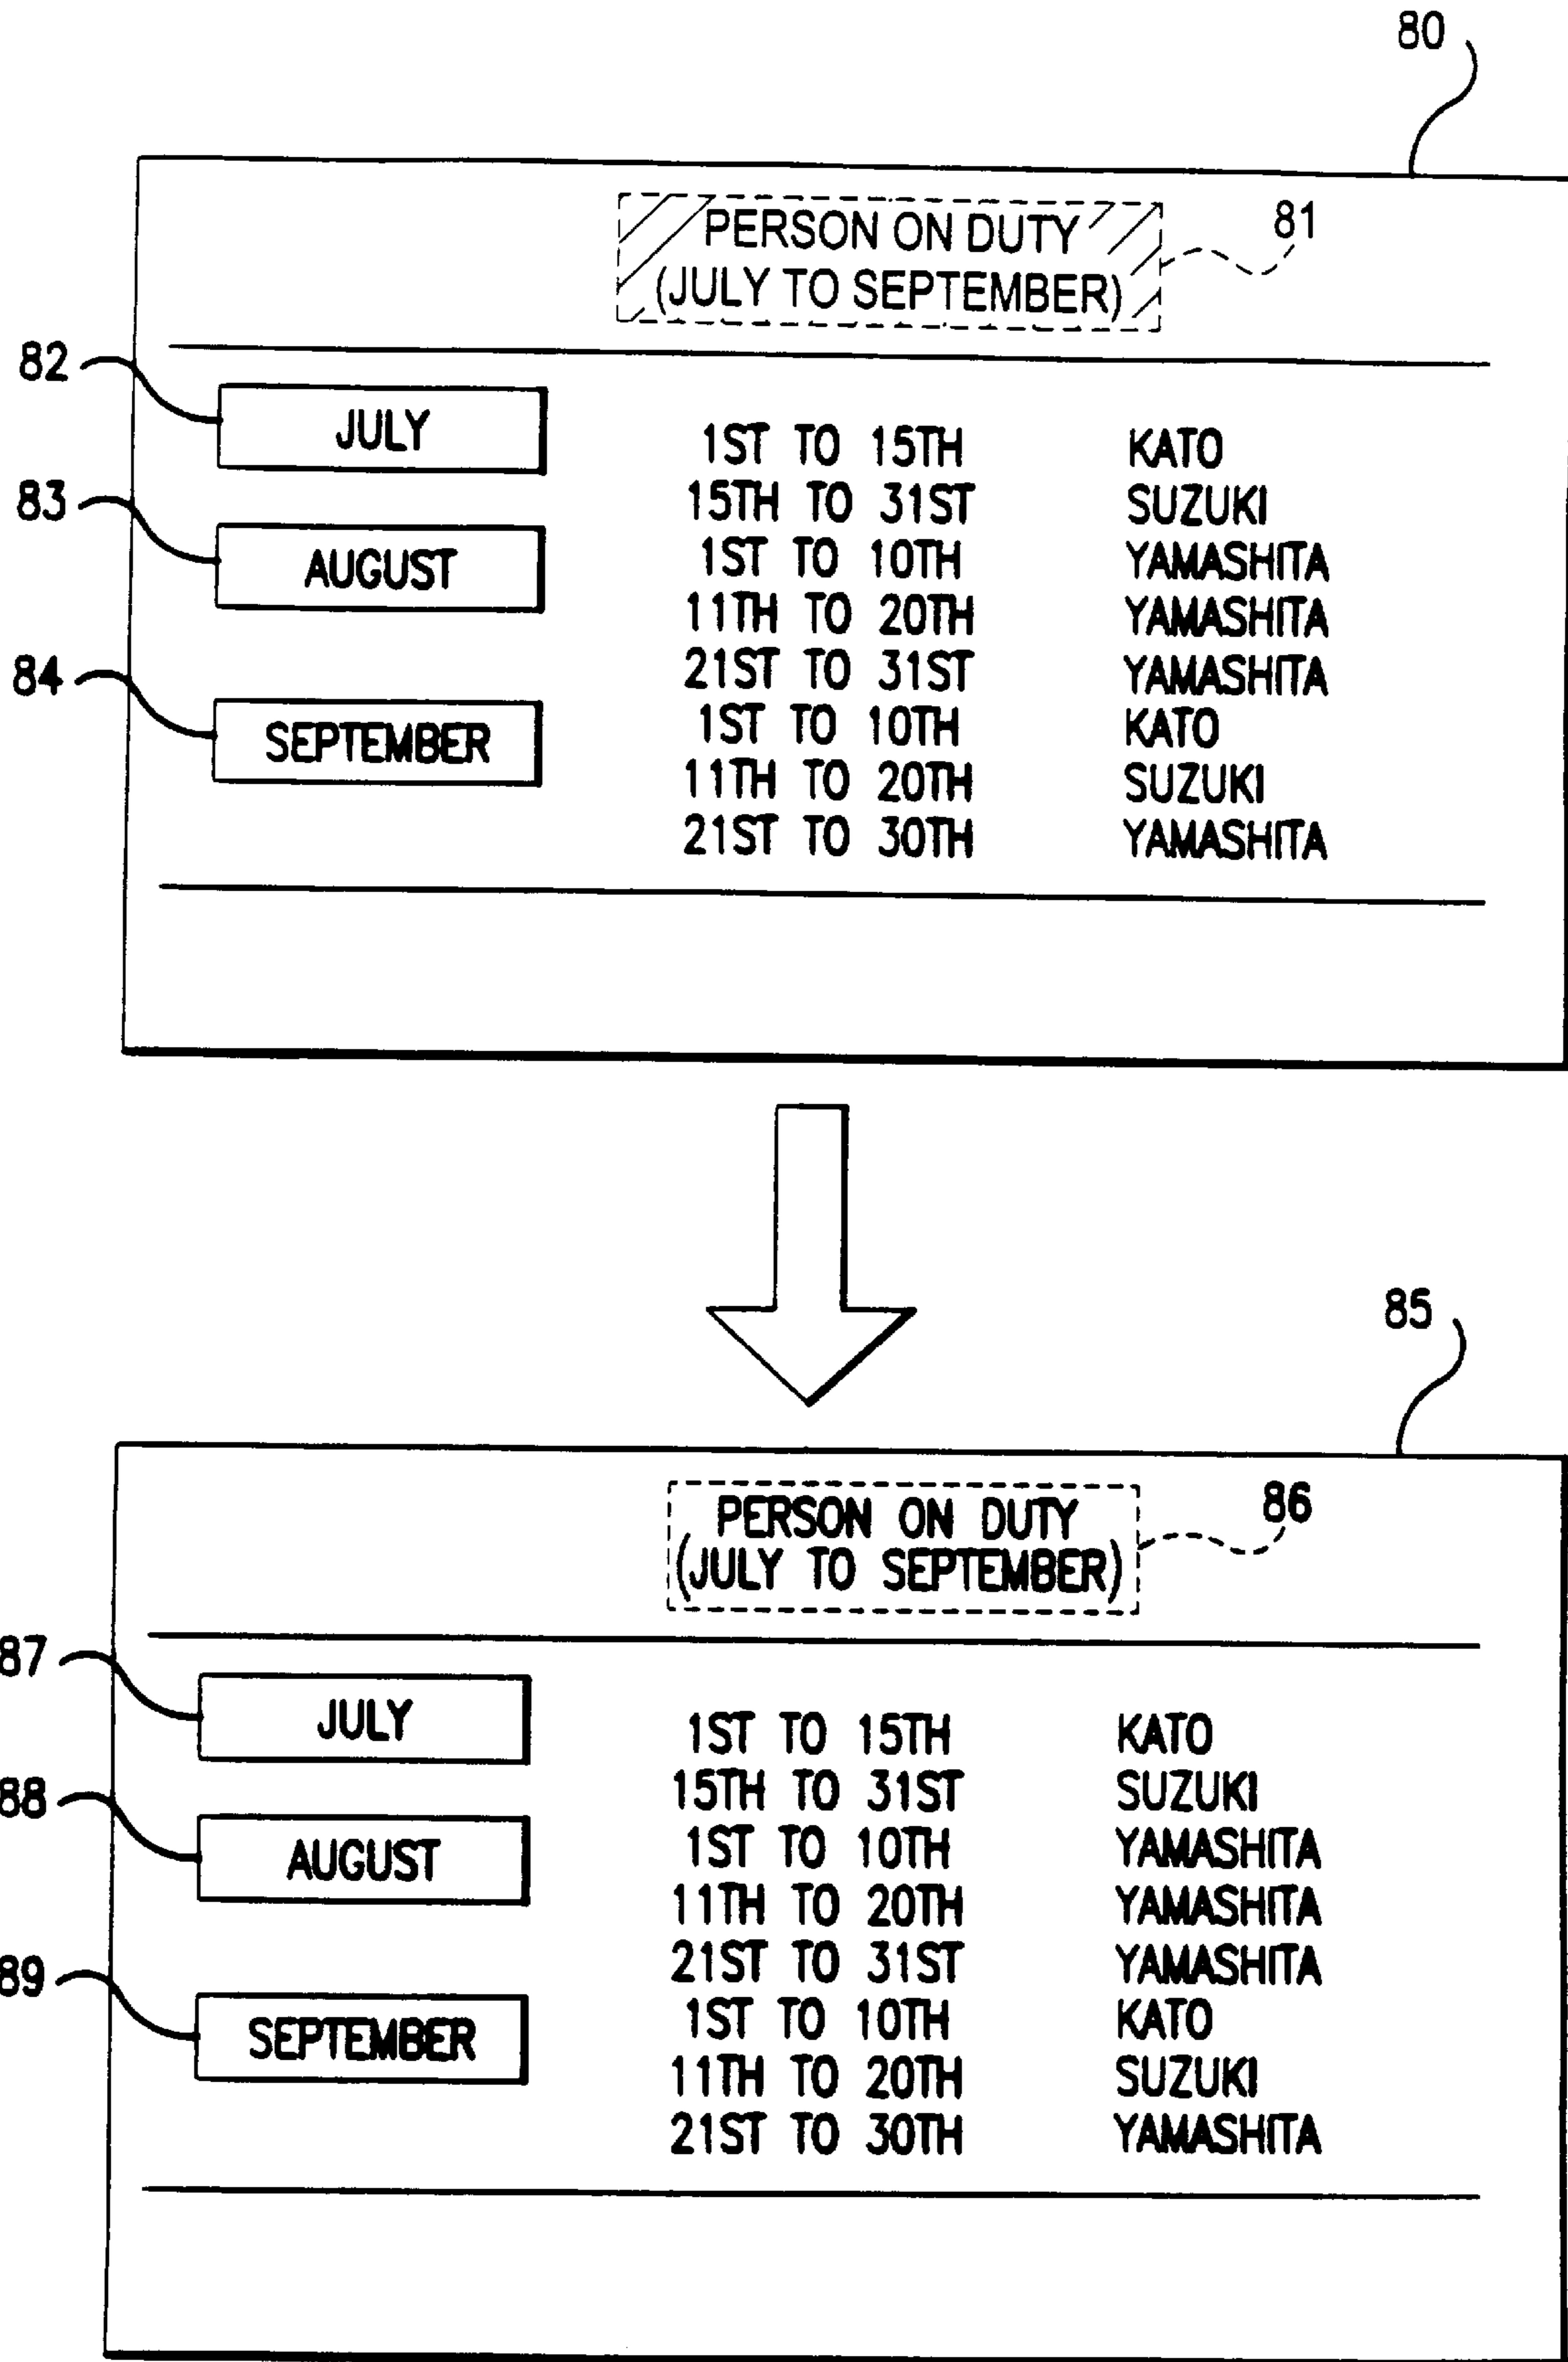 80
PERSON ON DUTY
(JULY TO SEPTEMBER)
81
82
JULY
1ST TO 15TH KATO
83
15TH TO 31ST SUZUKI
AUGUST
1ST TO 10TH YAMASHITA
11TH TO 20TH YAMASHITA
84
21ST TO 31ST YAMASHITA
SEPTEMBER
1ST TO 10TH KATO
11TH TO 20TH SUZUKI
21ST TO 30TH YAMASHITA
85
PERSON ON DUTY
(JULY TO SEPTEMBER)
86
87
JULY
1ST TO 15TH KATO
88
15TH TO 31ST SUZUKI
AUGUST
1ST TO 10TH YAMASHITA
11TH TO 20TH YAMASHITA
89
21ST TO 31ST YAMASHITA
SEPTEMBER
1ST TO 10TH KATO
11TH TO 20TH SUZUKI
21ST TO 30TH YAMASHITA